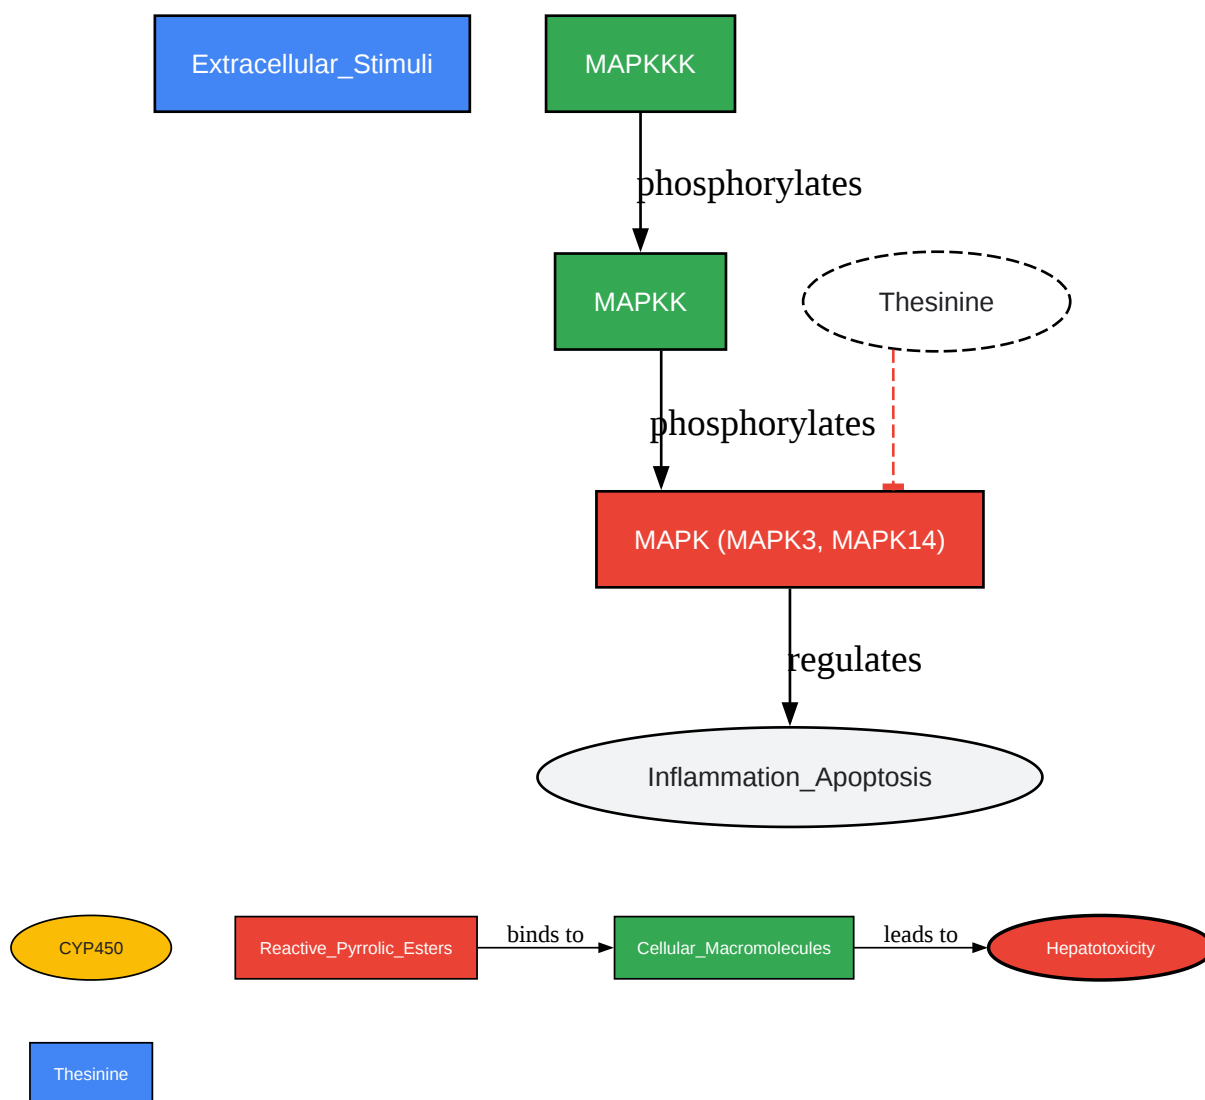 Extracellular_Stimuli
MAPKKK
phosphorylates
MAPKK
Thesinine
phosphorylates
MAPK (MAPK3, MAPK14)
regulates
Inflammation_Apoptosis
CYP450
Reactive_Pyrrolic_Esters
binds to
Cellular_Macromolecules
leads to
Hepatotoxicity
Thesinine